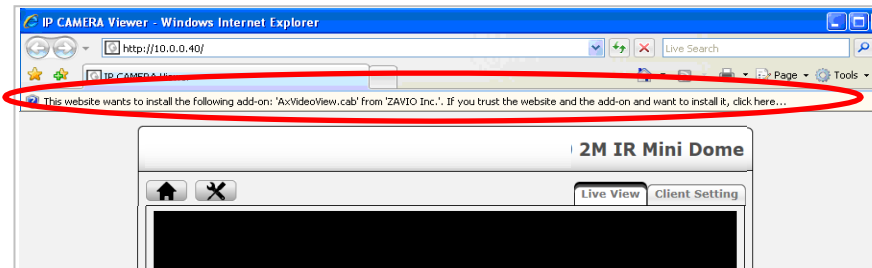 IP CAMERA Viewer - Windows Internet Explorer
http://10.0.0.40/
Live Search
IP CAMERA Viewer
Page
Tools
This website wants to install the following add-on: 'AxVideoView.cab' from 'ZAVIO Inc.'. If you trust the website and the add-on and want to install it, click here...
2M IR Mini Dome
Live View
Client Setting